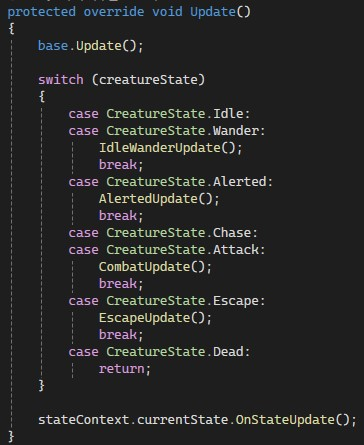 protected override void Update()
{
base.Update();
switch (creatureState)
{
case CreatureState.Idle:
case CreatureState.Wander:
IdleWanderUpdate();
break;
case CreatureState.Alerted:
AlertedUpdate();
break;
case CreatureState.Chase:
case CreatureState.Attack:
CombatUpdate();
break;
case CreatureState.Escape:
EscapeUpdate();
break;
case CreatureState.Dead:
return;
}
stateContext.currentState.OnStateUpdate();
}